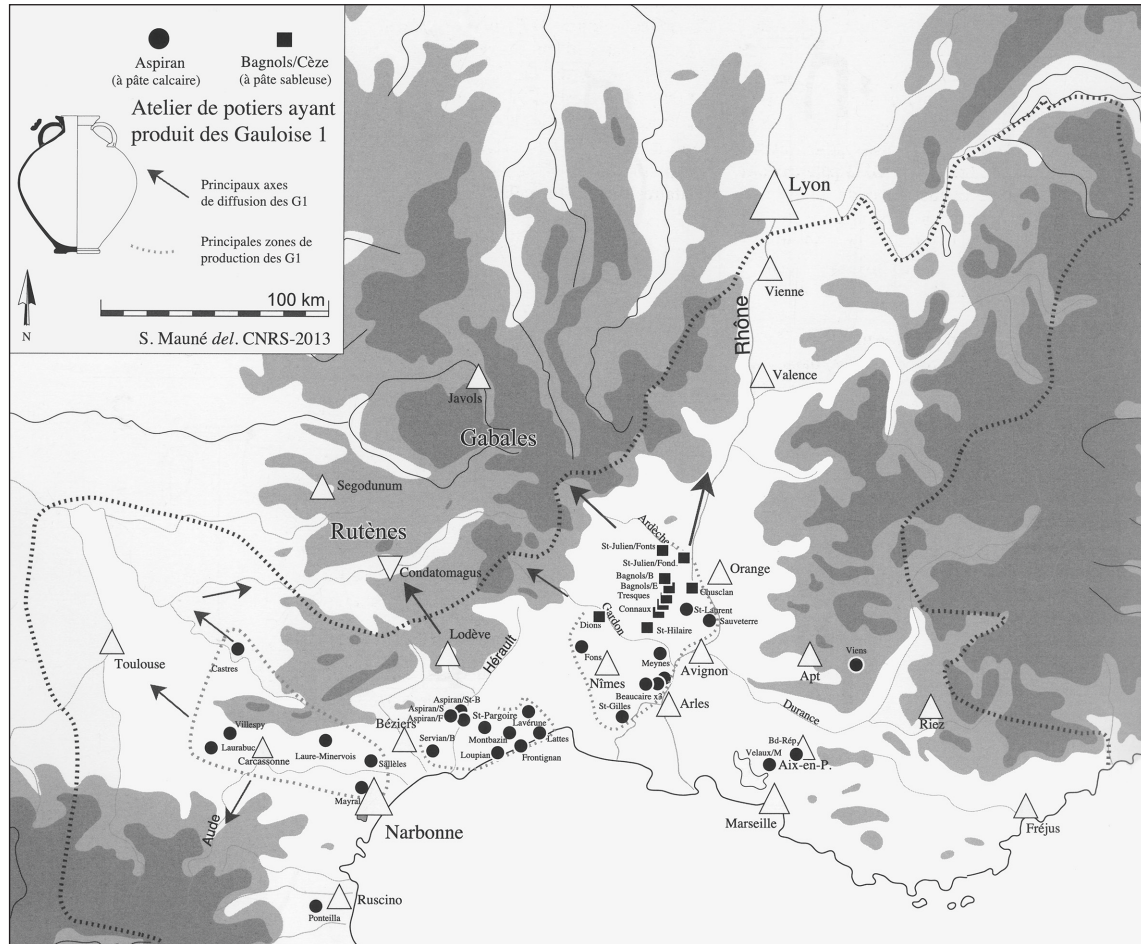 Aspiran
(à pâte calcaire)
Bagnols/Cèze
(à pâte sableuse)
Atelier de potiers ayant
produit des Gauloise 1
Principaux axes
de diffusion des G1
Principales zones de
production des G1
100 km
N
S. Mauné del. CNRS-2013
Lyon
Vienne
Rhône
Valence
Javols
Gabales
Segodunum
Rutènes
Condatomagus
Ardèche
St-Julien/Fonts
St-Julien/Fond.
Orange
Bagnols/B
Bagnols/E
Tresques
Chusclan
Connaux
St-Laurent
Sauveterre
Gardon
Dions
St-Hilaire
Lodève
Hérault
Toulouse
Castres
Fons
Nîmes
Meynes
Avignon
Apt
Viens
Beaucaire x3
Arles
St-Gilles
Durance
Riez
Aspiran/St-B
Aspiran/S
Aspiran/F
St-Pargoire
Lavérune
Béziers
Servian/B
Montbazin
Cattes
Loupian
Frontignan
Villespy
Laurabuc
Carcassonne
Laure-Minervois
Sallèles
Bd-Rép.
Velaux/M
Aix-en-P.
Mayral
Narbonne
Marseille
Fréjus
Aude
Ruscino
Ponteilla